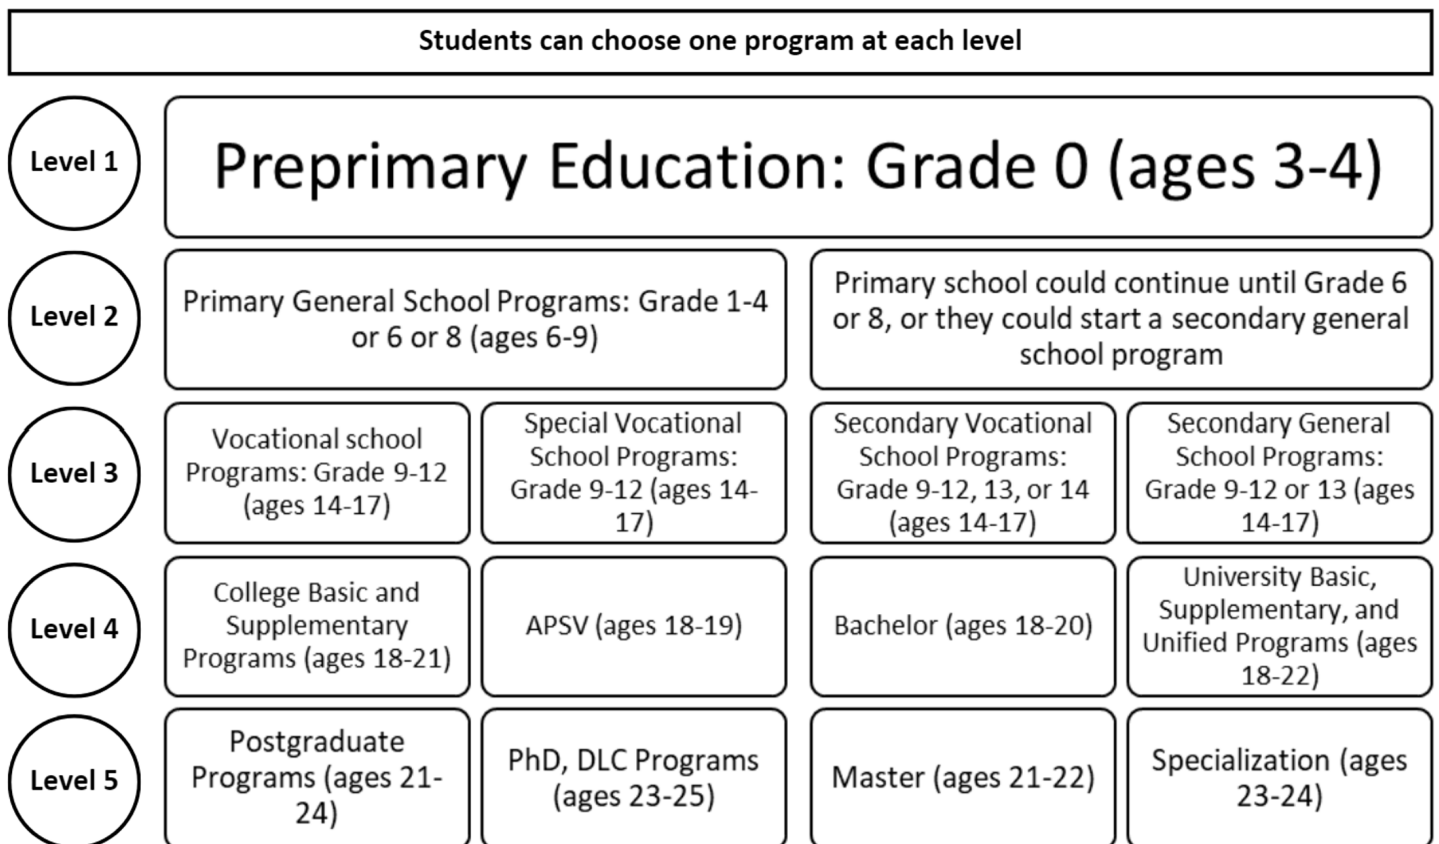 Students can choose one program at each level
Level 1
Preprimary Education: Grade 0 (ages 3-4)
Level 2
Primary General School Programs: Grade 1-4
or 6 or 8 (ages 6-9)
Primary school could continue until Grade 6
or 8, or they could start a secondary general
school program
Level 3
Vocational school
Programs: Grade 9-12
(ages 14-17)
Special Vocational
School Programs:
Grade 9-12 (ages 14-
17)
Secondary Vocational
School Programs:
Grade 9-12, 13, or 14
(ages 14-17)
Secondary General
School Programs:
Grade 9-12 or 13 (ages
14-17)
Level 4
College Basic and
Supplementary
Programs (ages 18-21)
APSV (ages 18-19)
Bachelor (ages 18-20)
University Basic,
Supplementary, and
Unified Programs (ages
18-22)
Level 5
Postgraduate
Programs (ages 21-
24)
PhD, DLC Programs
(ages 23-25)
Master (ages 21-22)
Specialization (ages
23-24)